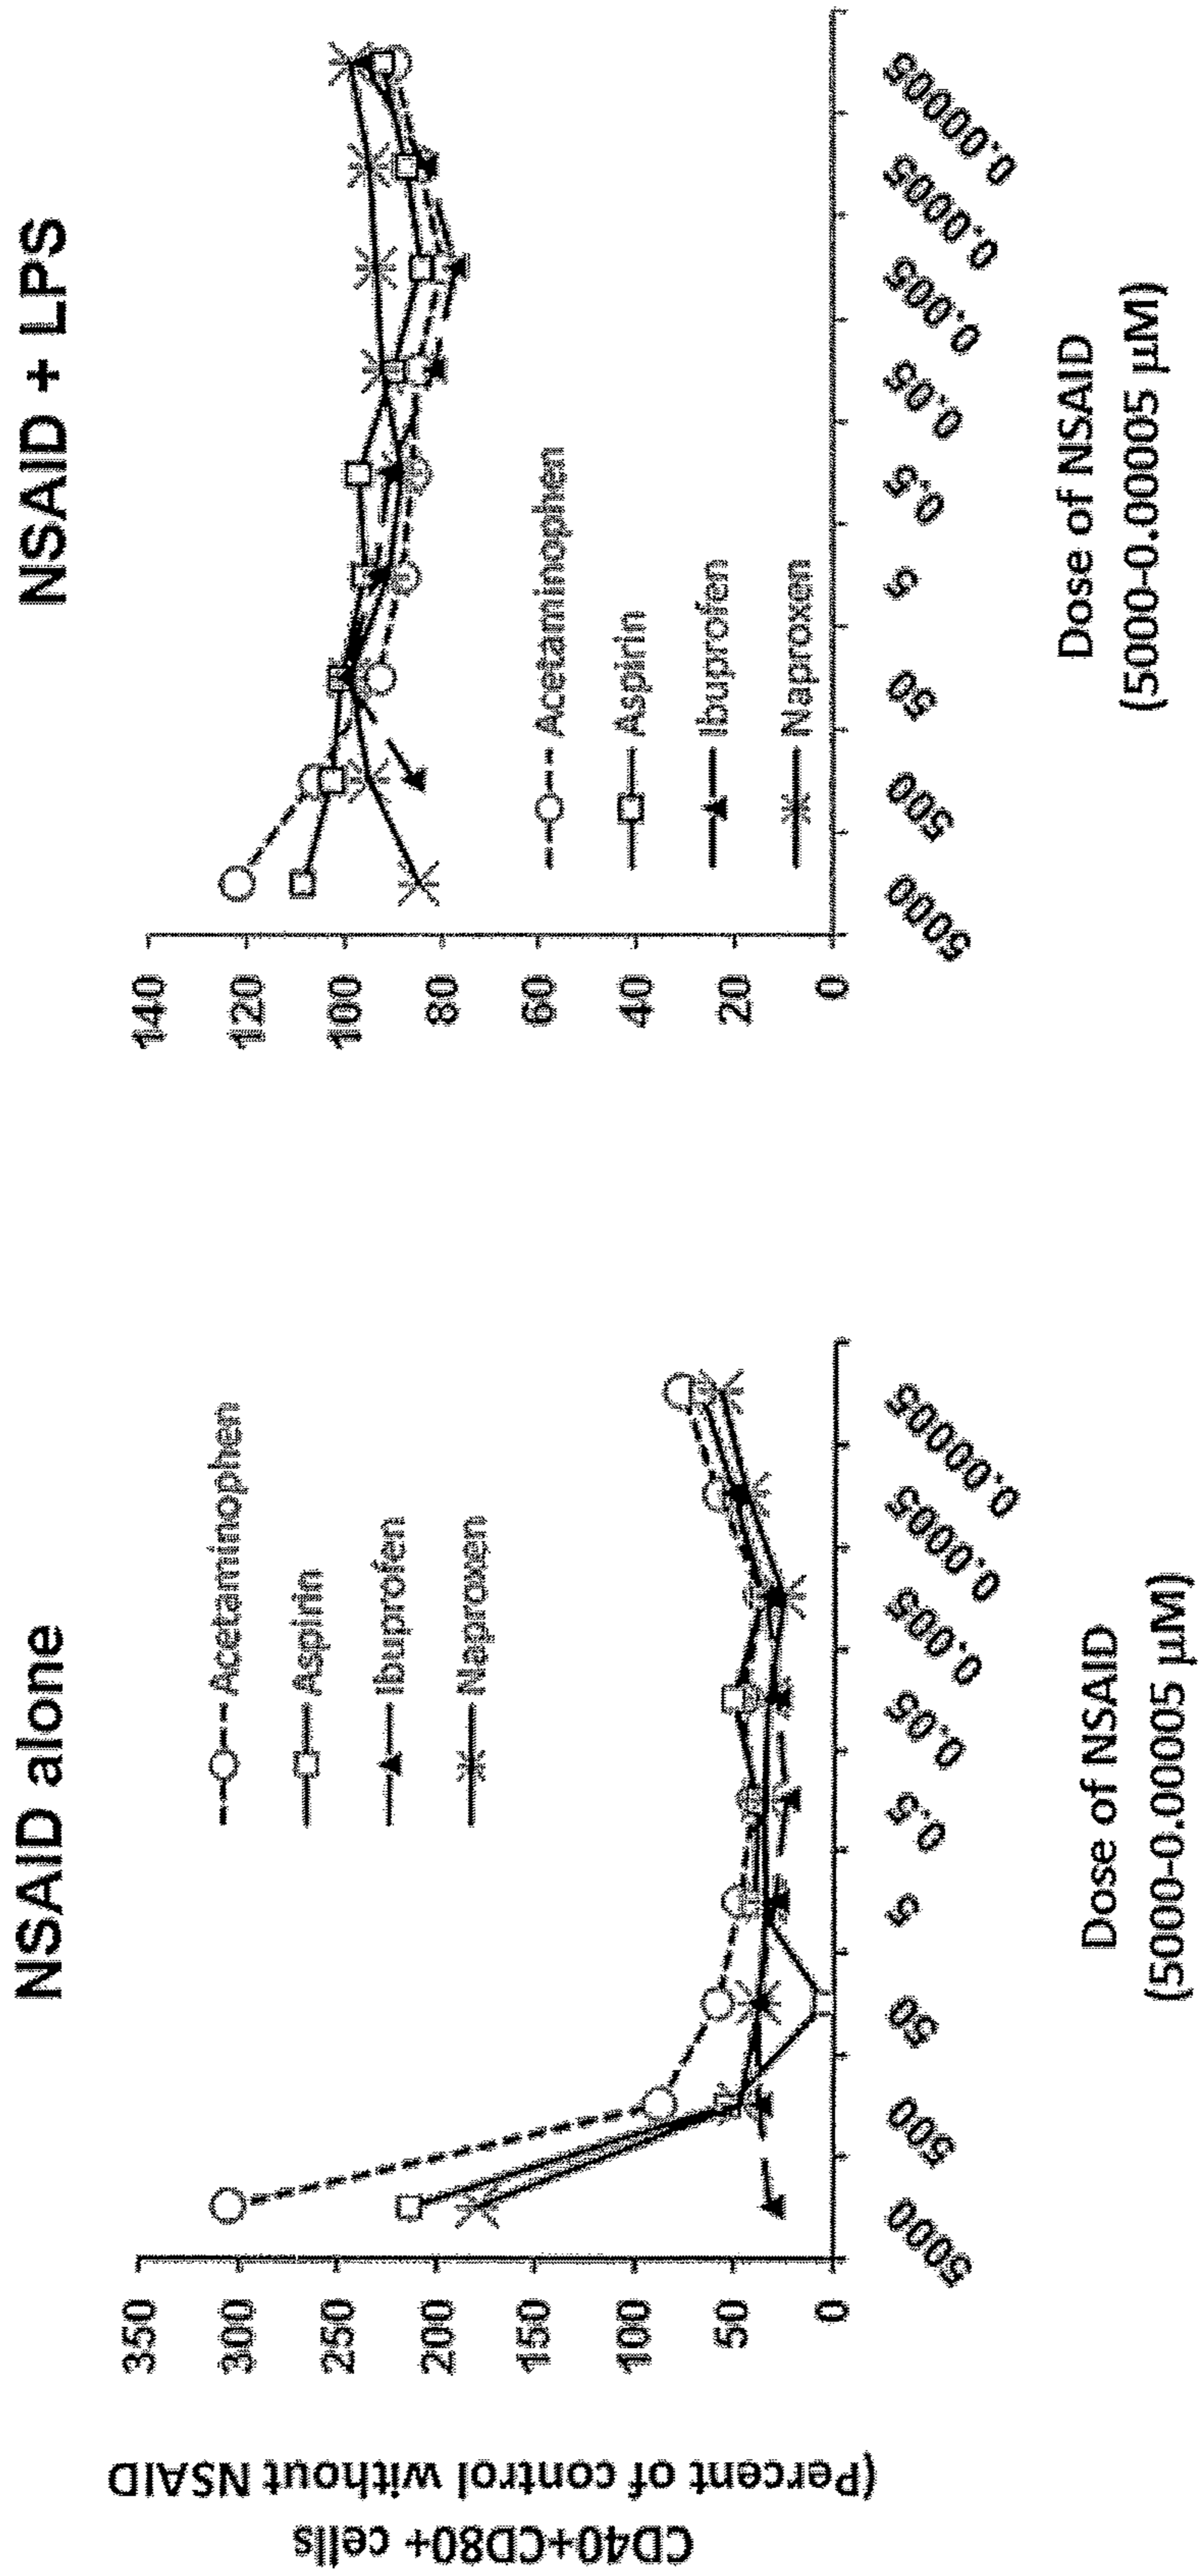 CD40+CD80+ cells
(Percent of control without NSAID
NSAID alone
350
300
250
200
150
100
50
0
Acetaminophen
Aspirin
Ibuprofen
Naproxen
5000
500
50
5
0.5
0.05
0.005
0.0005
0.00005
Dose of NSAID
(5000-0.00005 µM)
NSAID + LPS
140
120
100
80
60
40
20
0
Acetaminophen
Aspirin
Ibuprofen
Naproxen
5000
500
50
5
0.5
0.05
0.005
0.0005
0.00005
Dose of NSAID
(5000-0.00005 µM)